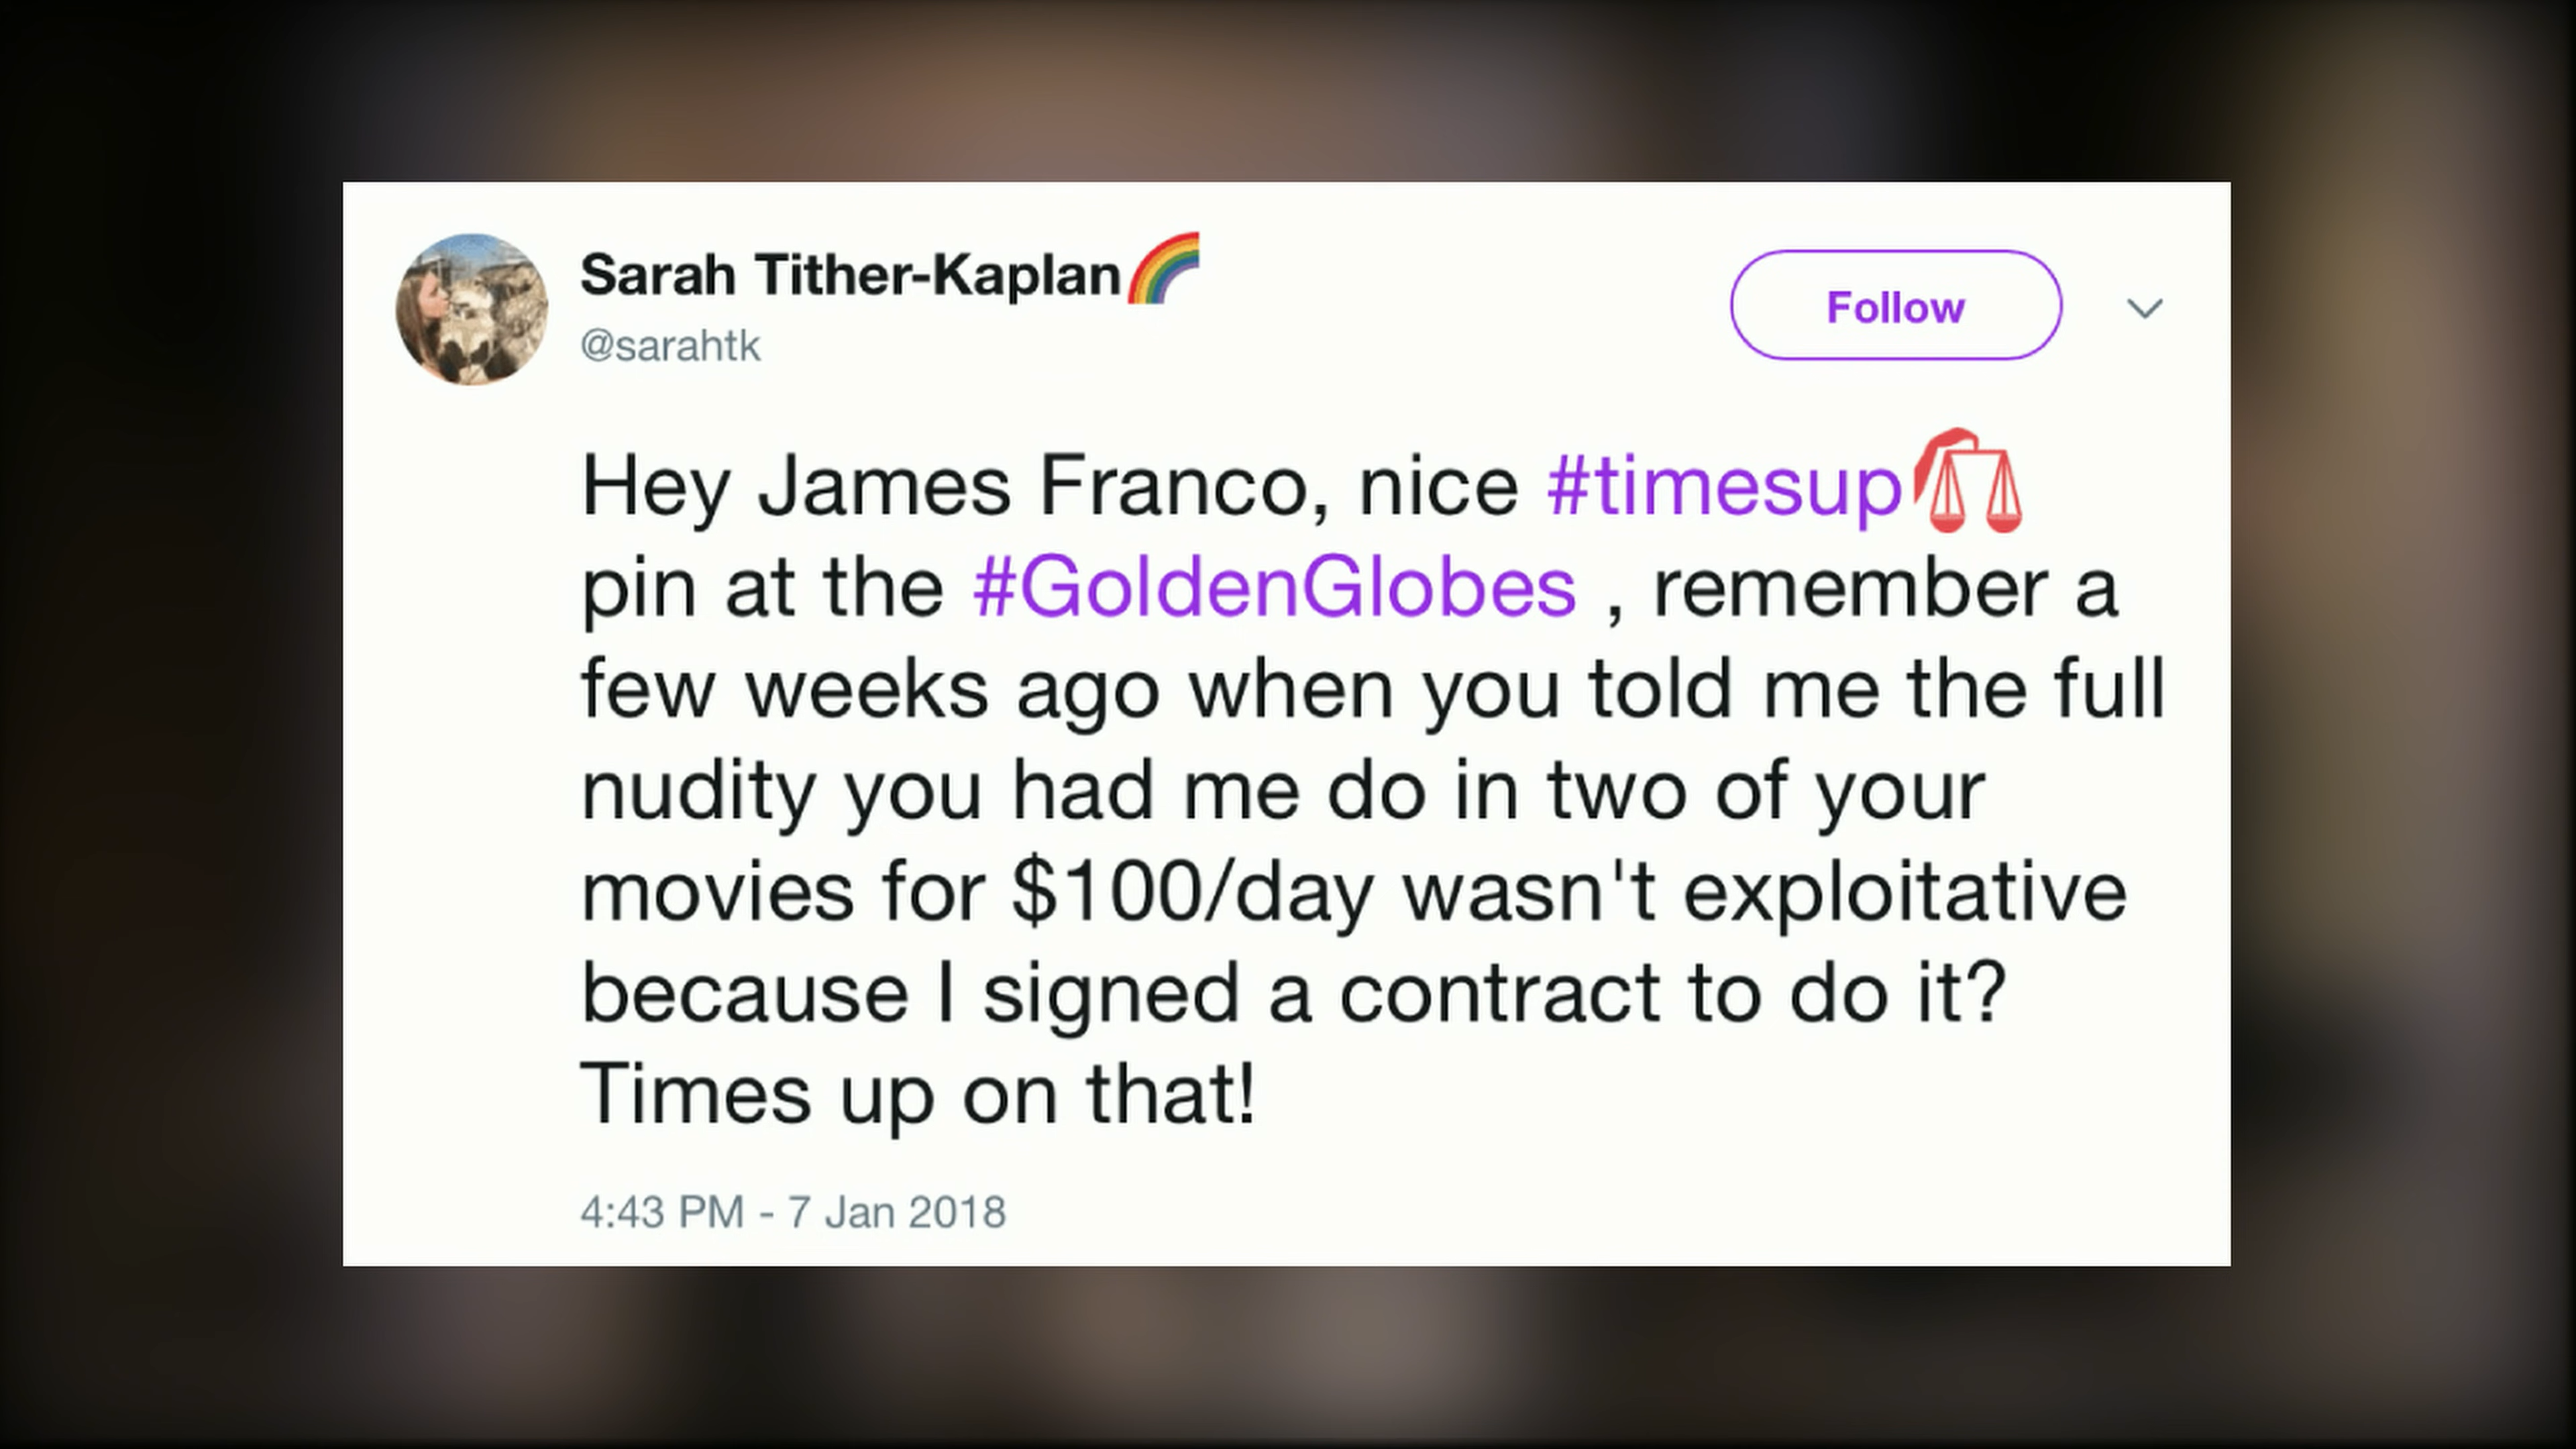 Sarah Tither-Kaplan🌈
@sarahtk
Follow
Hey James Franco, nice #timesup
pin at the #GoldenGlobes , remember a
few weeks ago when you told me the full
nudity you had me do in two of your
movies for $100/day wasn't exploitative
because I signed a contract to do it?
Times up on that!
4:43 PM - 7 Jan 2018